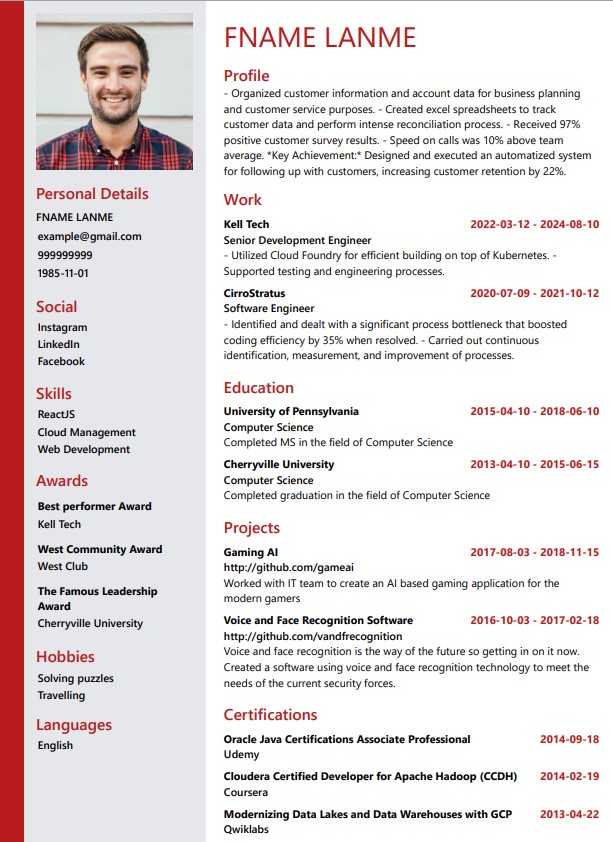 Personal Details
FNAME LANME
example@gmail.com
999999999
1985-11-01
Social
Instagram
LinkedIn
Facebook
Skills
ReactJS
Cloud Management
Web Development
Awards
Best performer Award
Kell Tech
West Community Award
West Club
The Famous Leadership
Award
Cherryville University
Hobbies
Solving puzzles
Travelling
Languages
English
FNAME LANME
Profile
- Organized customer information and account data for business planning
and customer service purposes. - Created excel spreadsheets to track
customer data and perform intense reconciliation process. - Received 97%
positive customer survey results. - Speed on calls was 10% above team
average. *Key Achievement:* Designed and executed an automatized system
for following up with customers, increasing customer retention by 22%.
Work
Kell Tech 2022-03-12 - 2024-08-10
Senior Development Engineer
- Utilized Cloud Foundry for efficient building on top of Kubernetes. -
Supported testing and engineering processes.
CirroStratus 2020-07-09 - 2021-10-12
Software Engineer
- Identified and dealt with a significant process bottleneck that boosted
coding efficiency by 35% when resolved. - Carried out continuous
identification, measurement, and improvement of processes.
Education
University of Pennsylvania 2015-04-10 - 2018-06-10
Computer Science
Completed MS in the field of Computer Science
Cherryville University 2013-04-10 - 2015-06-15
Computer Science
Completed graduation in the field of Computer Science
Projects
Gaming AI 2017-08-03 - 2018-11-15
http://github.com/gameai
Worked with IT team to create an AI based gaming application for the
modern gamers
Voice and Face Recognition Software 2016-10-03 - 2017-02-18
http://github.com/vandfrecognition
Voice and face recognition is the way of the future so getting in on it now.
Created a software using voice and face recognition technology to meet the
needs of the current security forces.
Certifications
Oracle Java Certifications Associate Professional 2014-09-18
Udemy
Cloudera Certified Developer for Apache Hadoop (CCDH) 2014-02-19
Coursera
Modernizing Data Lakes and Data Warehouses with GCP 2013-04-22
Qwiklabs